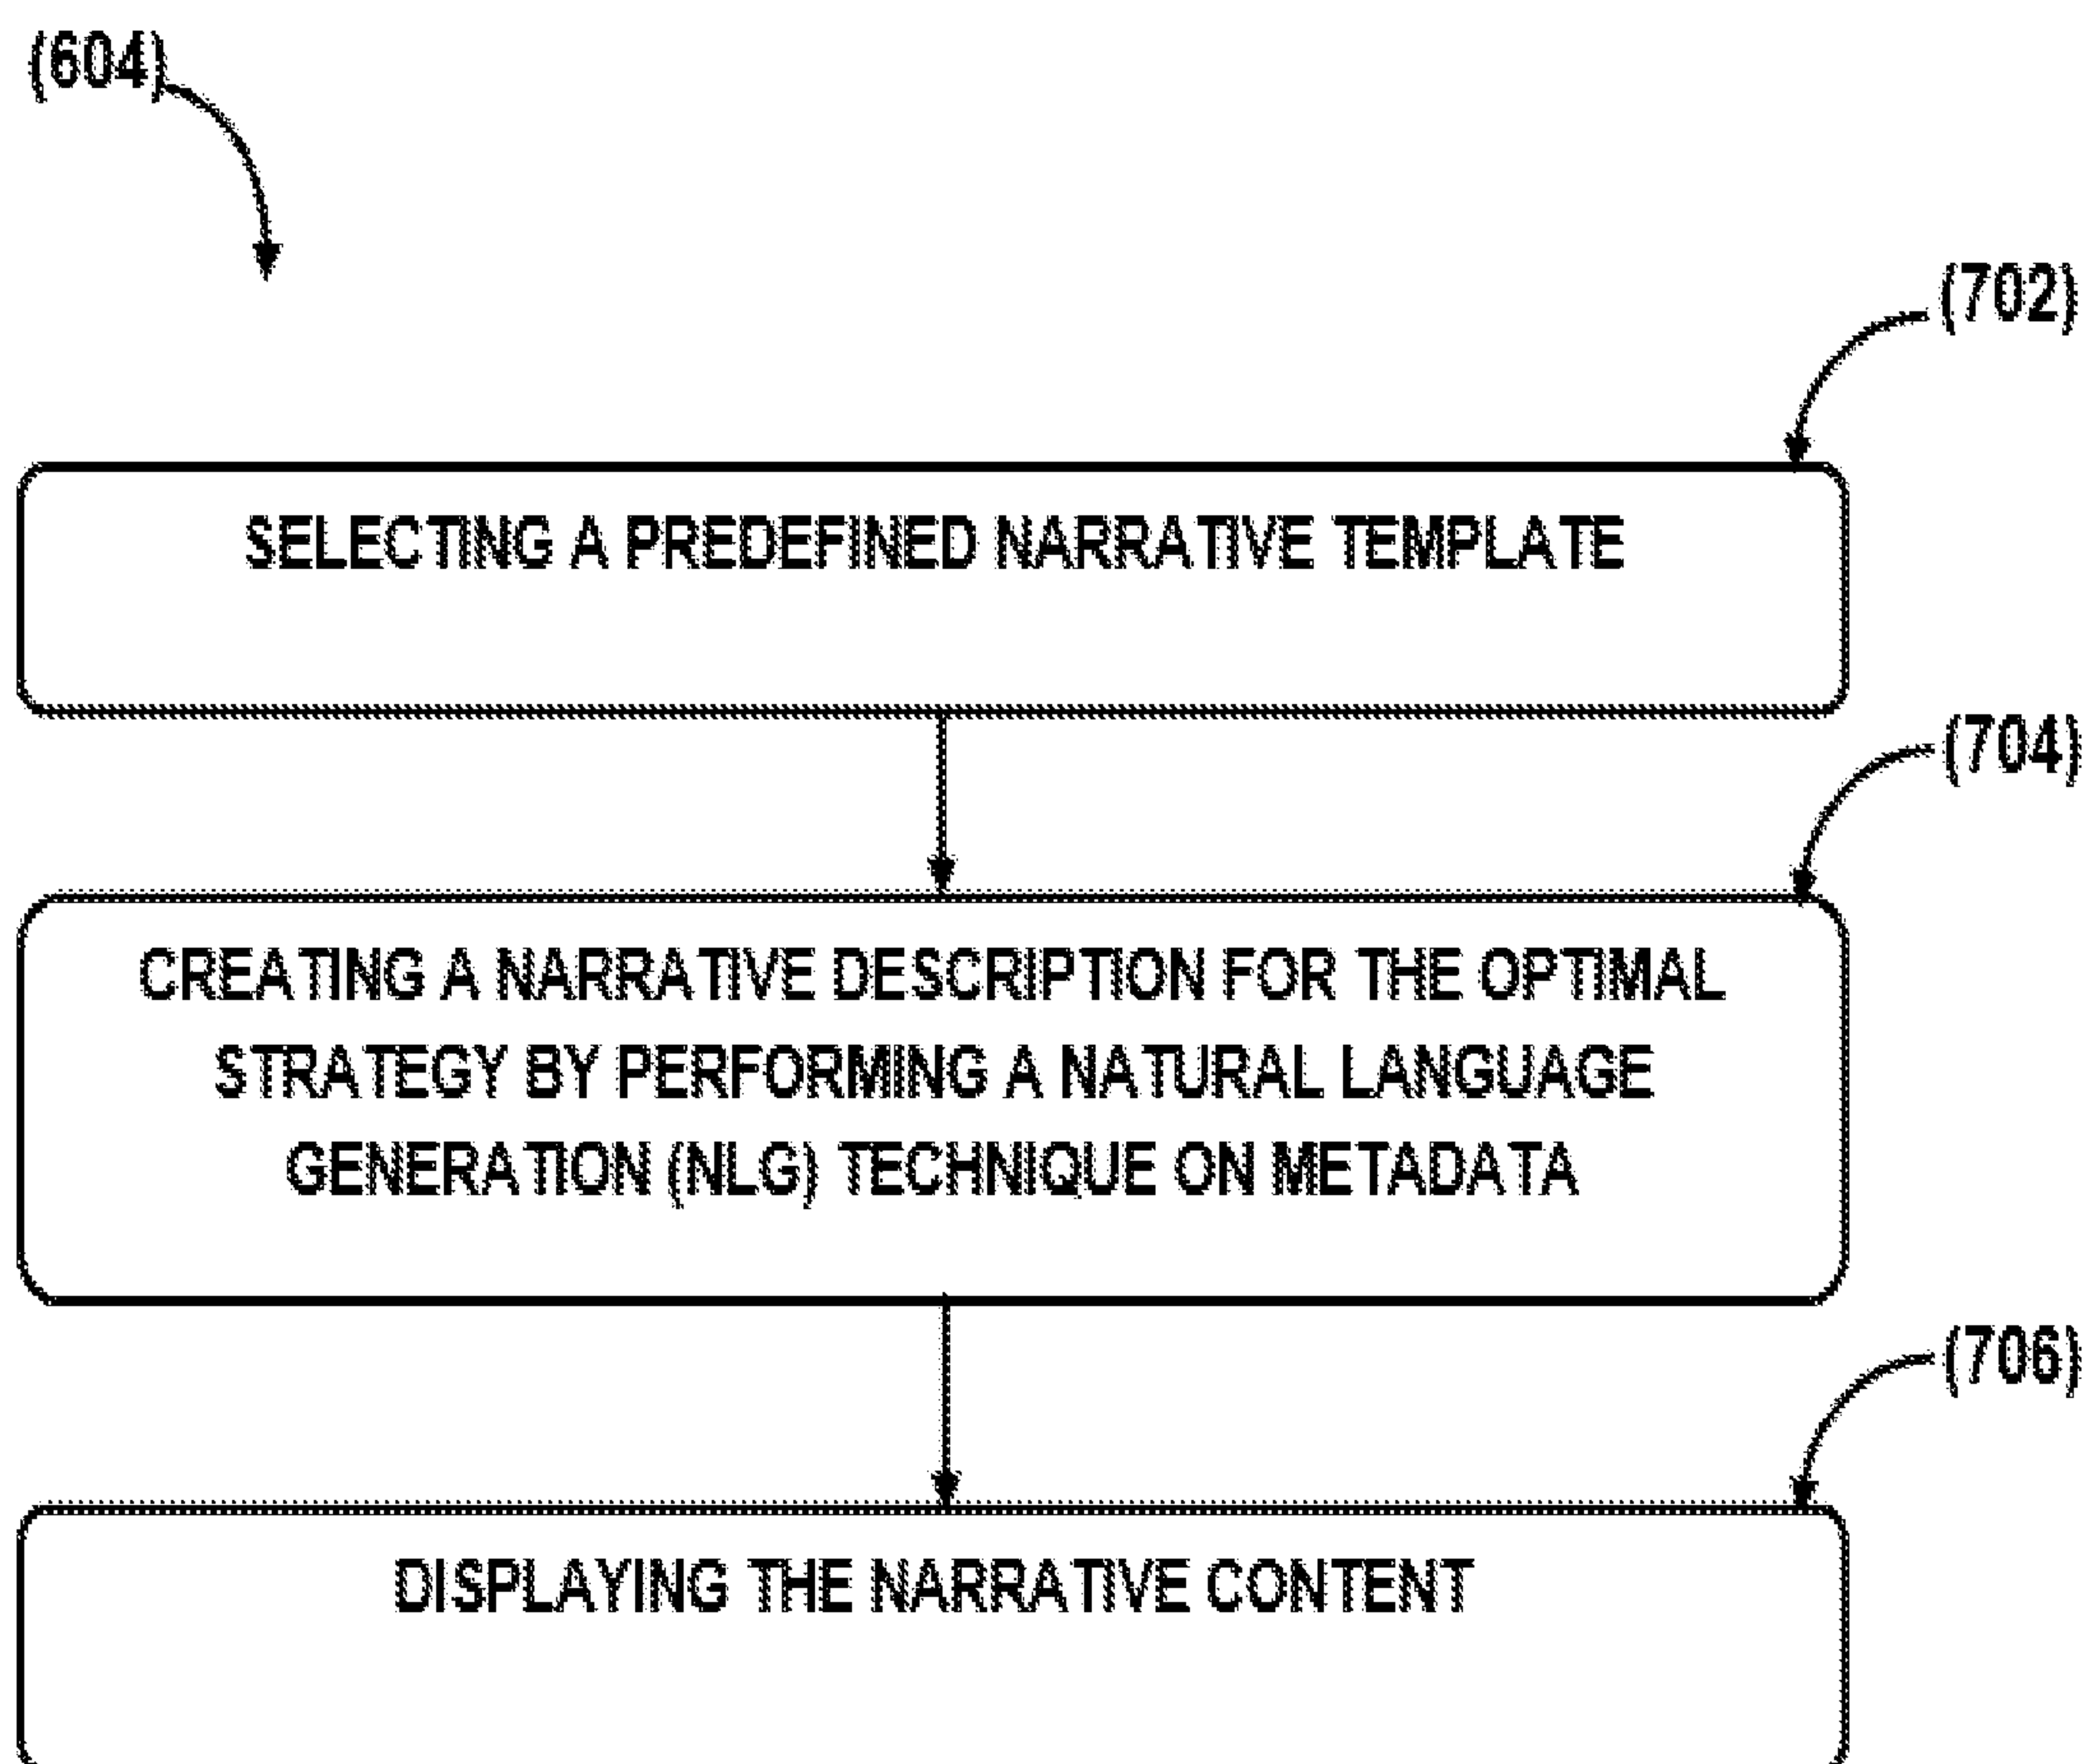 (604)
(702)
SELECTING A PREDEFINED NARRATIVE TEMPLATE
(704)
CREATING A NARRATIVE DESCRIPTION FOR THE OPTIMAL
STRATEGY BY PERFORMING A NATURAL LANGUAGE
GENERATION (NLG) TECHNIQUE ON METADATA
(706)
DISPLAYING THE NARRATIVE CONTENT